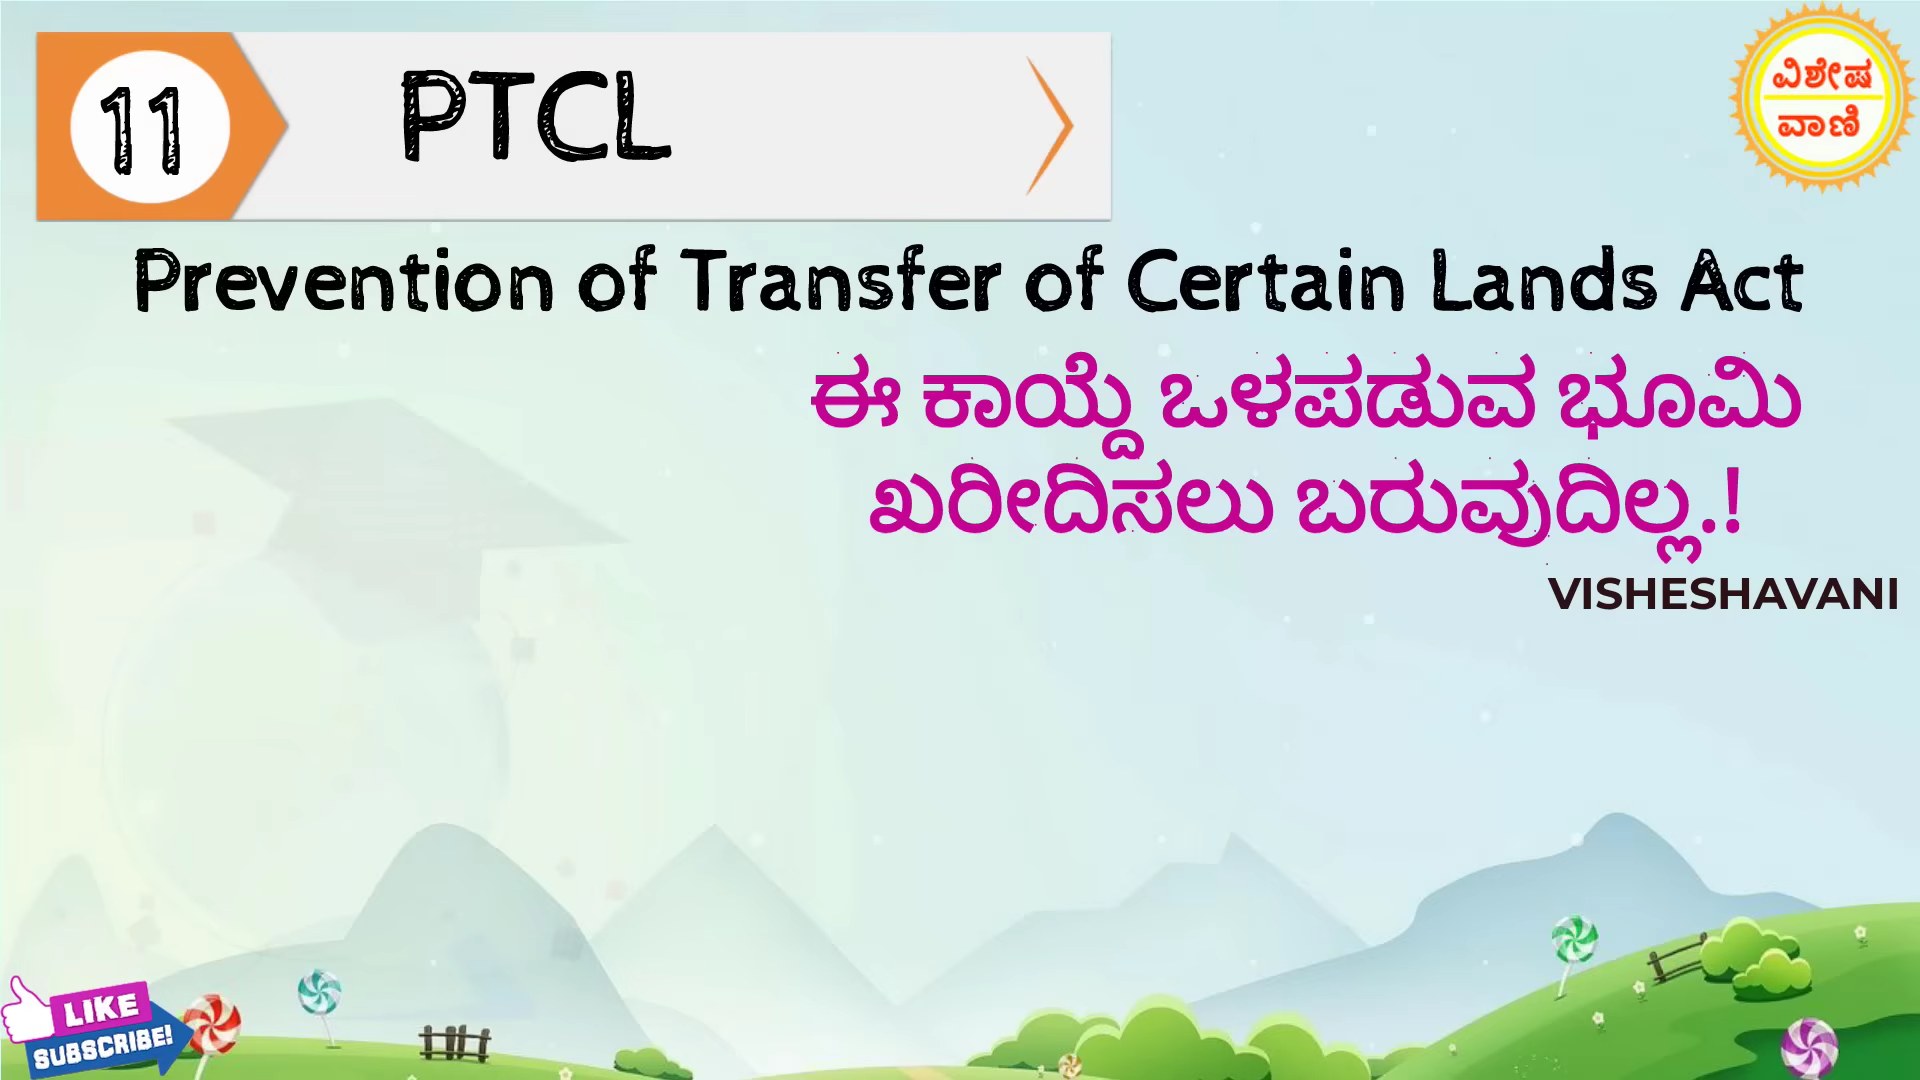 11
PTCL
ವಿಶೇಷ
ವಾಣಿ
Prevention of Transfer of Certain Lands Act
ಈ ಕಾಯ್ದೆ ಒಳಪಡುವ ಭೂಮಿ
ಖರೀದಿಸಲು ಬರುವುದಿಲ್ಲ.!
VISHESHAVANI
LIKE
SUBSCRIBE!